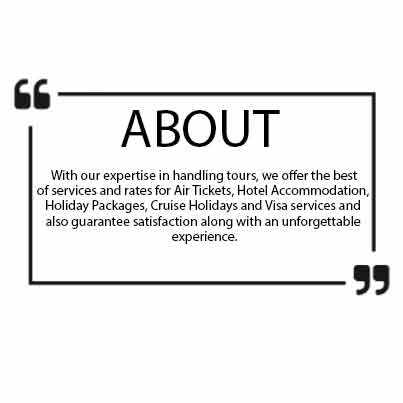 ABOUT
With our expertise in handling tours, we offer the best
of services and rates for Air Tickets, Hotel Accommodation,
Holiday Packages, Cruise Holidays and Visa services and
also guarantee satisfaction along with an unforgettable
experience.